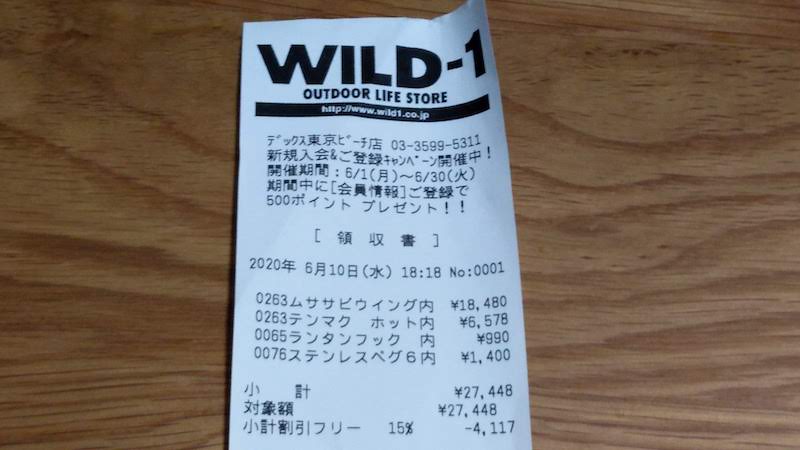 WILD-1
OUTDOOR LIFE STORE
http://www.wild1.co.jp
デックス東京ビーチ店 03-3599-5311
新規入会&ご登録キャンペーン開催中！
開催期間：6/1(月)～6/30(火)
期間中に[会員情報]ご登録で
500ポイント プレゼント！！
[ 領収書 ]
2020年 6月10日(水) 18:18 No:0001
0263ムササビウイング内 ¥18,480
0263テンマク ホット内 ¥6,578
0065ランタンフック 内 ¥990
0076ステンレスペグ6内 ¥1,400
小 計 ¥27,448
対象額 ¥27,448
小計割引フリー 15% -4,117